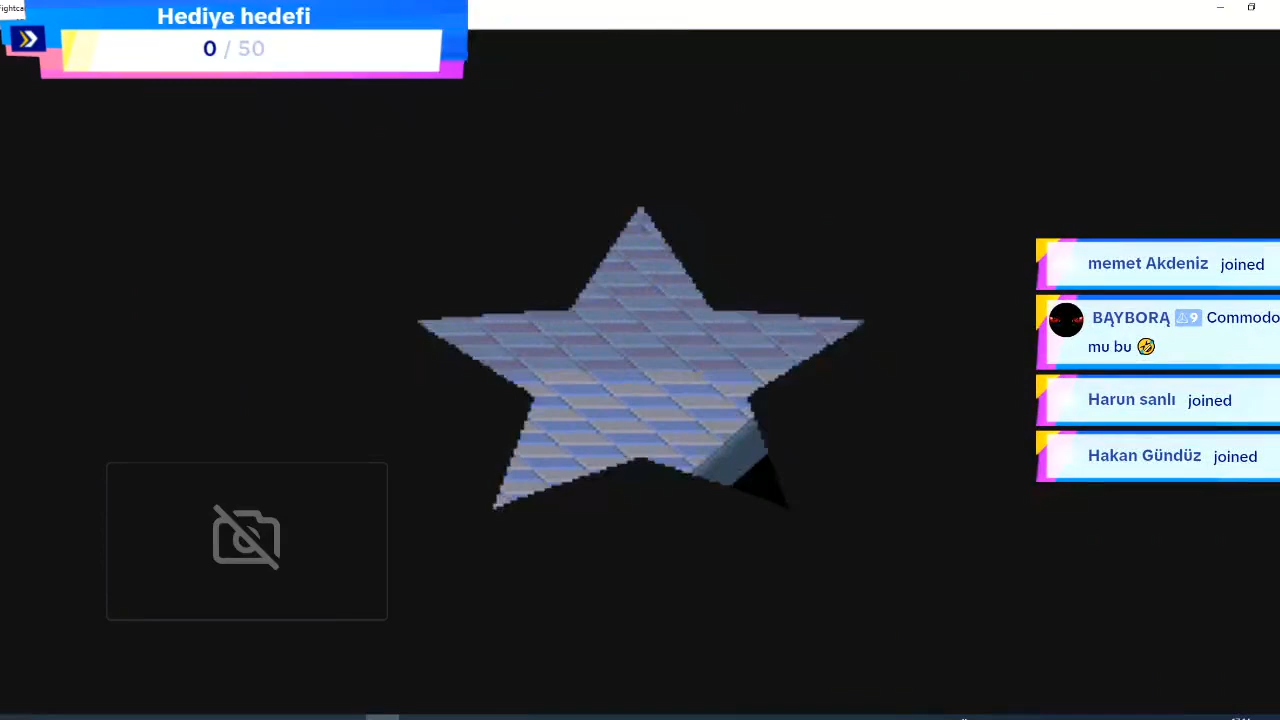 Hediye hedefi
0 / 50
memet Akdeniz joined
BĄYBORĄ 9 Commodo
mu bu 🤣
Harun sanlı joined
Hakan Gündüz joined